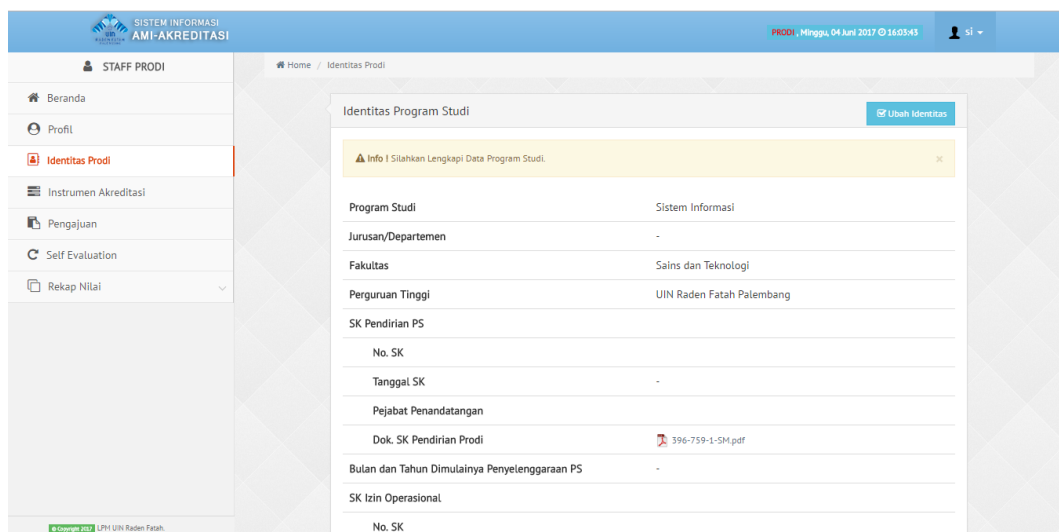 SISTEM INFORMASI
AMI-AKREDITASI
uin
PRODI , Minggu, 04 Juni 2017 16:03:43
si
STAFF PRODI
Home / Identitas Prodi
Beranda
Profil
Identitas Prodi
Instrumen Akreditasi
Pengajuan
Self Evaluation
Rekap Nilai
Identitas Program Studi
Ubah Identitas
Info ! Silahkan Lengkapi Data Program Studi. ×
Program Studi Sistem Informasi
Jurusan/Departemen -
Fakultas Sains dan Teknologi
Perguruan Tinggi UIN Raden Fatah Palembang
SK Pendirian PS
No. SK
Tanggal SK -
Pejabat Penandatangan
Dok. SK Pendirian Prodi 396-759-1-SM.pdf
Bulan dan Tahun Dimulainya Penyelenggaraan PS -
SK Izin Operasional
No. SK
© Copyright 2017 LPM UIN Raden Fatah.